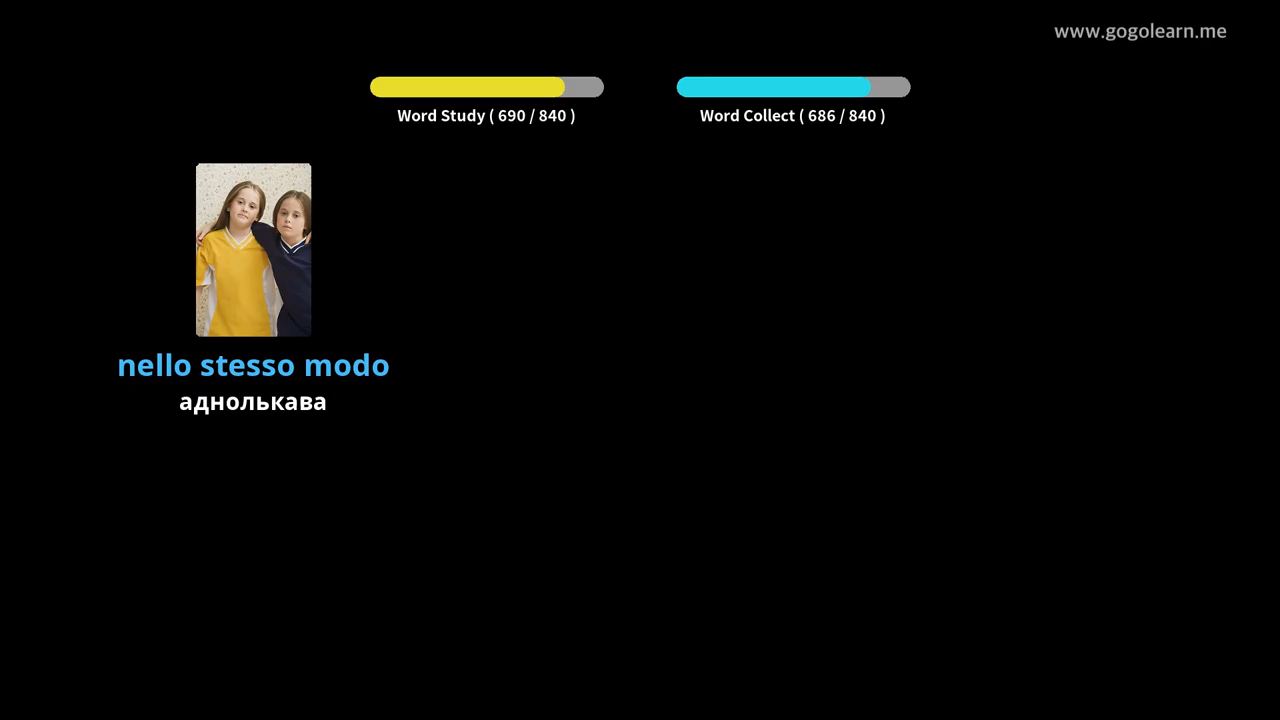 www.gogolearn.me
Word Study ( 690 / 840 )
Word Collect ( 686 / 840 )
nello stesso modo
аднолькава